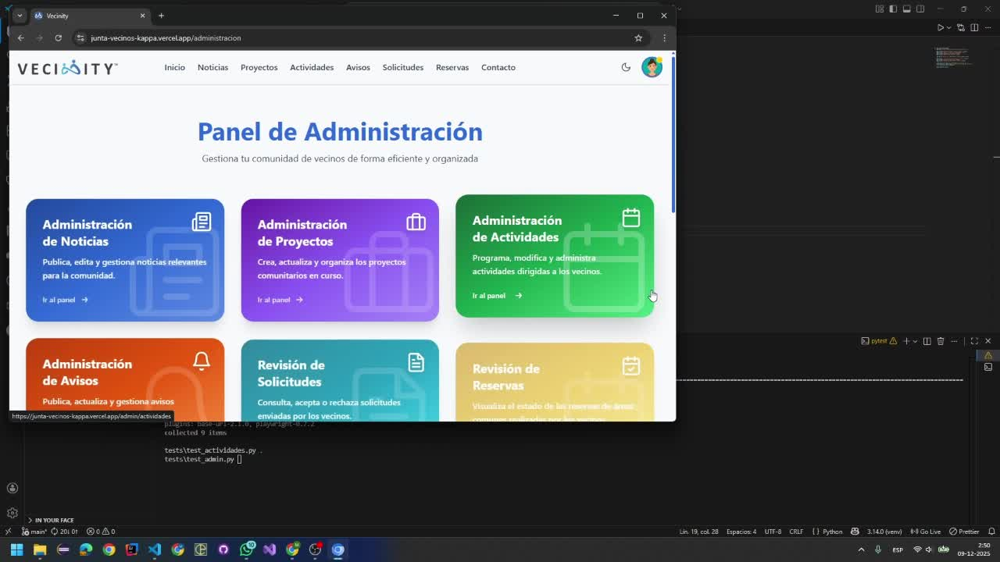 Vecinity
junta-vecinos-kappa.vercel.app/administracion
VECINITY™
Inicio
Noticias
Proyectos
Actividades
Avisos
Solicitudes
Reservas
Contacto
Panel de Administración
Gestiona tu comunidad de vecinos de forma eficiente y organizada
Administración
de Noticias
Publica, edita y gestiona noticias relevantes
para la comunidad.
Ir al panel
Administración
de Proyectos
Crea, actualiza y organiza los proyectos
comunitarios en curso.
Ir al panel
Administración
de Actividades
Programa, modifica y administra
actividades dirigidas a los vecinos.
Ir al panel
Administración
de Avisos
Publica, actualiza y gestiona avisos
Revisión de
Solicitudes
Consulta, acepta o rechaza solicitudes
enviadas por los vecinos.
Revisión de
Reservas
Visualiza el estado de las reservas de áreas
comunes realizadas por los vecinos
https://junta-vecinos-kappa.vercel.app/admin/actividades
pytest
plugins: base-url-2.1.0, playwright-0.7.2
collected 9 items
tests\test_actividades.py .
tests\test_admin.py
IN YOUR FACE
main*
20↓ 0↑
0
0
Lín. 19, col. 28
Espacios: 4
UTF-8
CRLF
{ } Python
3.14.0 (venv)
Go Live
Prettier
10
ESP
2:50
09-12-2025